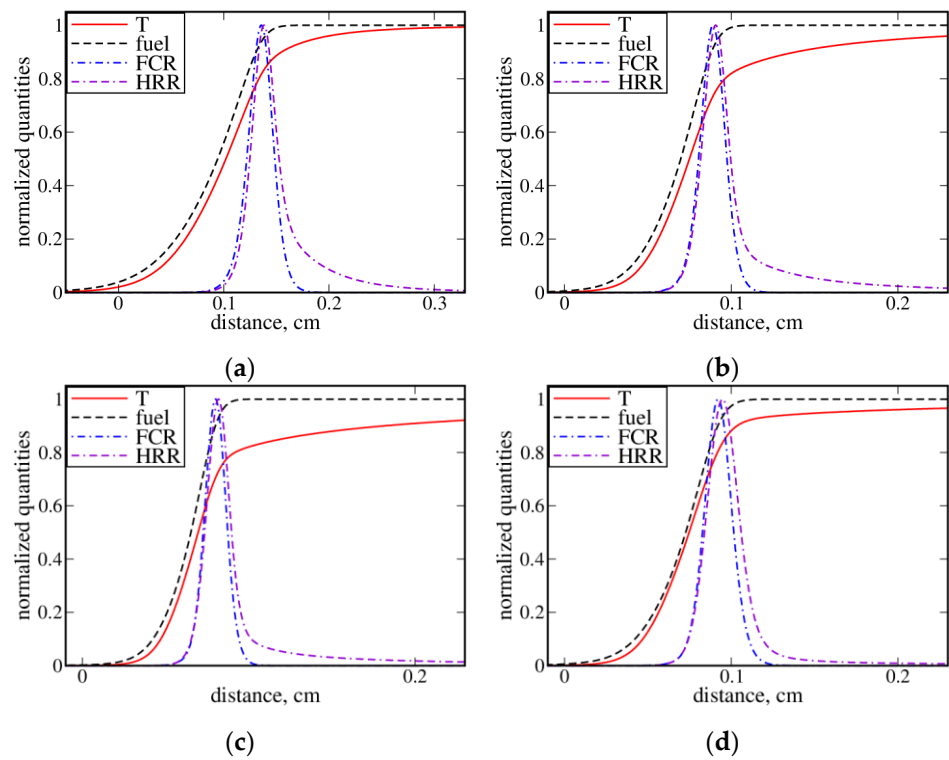 T
fuel
FCR
HRR
normalized quantities
1
0.8
0.6
0.4
0.2
0
0
0.1
0.2
0.3
distance, cm
(a)
T
fuel
FCR
HRR
normalized quantities
1
0.8
0.6
0.4
0.2
0
0
0.1
0.2
distance, cm
(b)
T
fuel
FCR
HRR
normalized quantities
1
0.8
0.6
0.4
0.2
0
0
0.2
distance, cm
(c)
T
fuel
FCR
HRR
normalized quantities
1
0.8
0.6
0.4
0.2
0
0
0.1
0.2
distance, cm
(d)